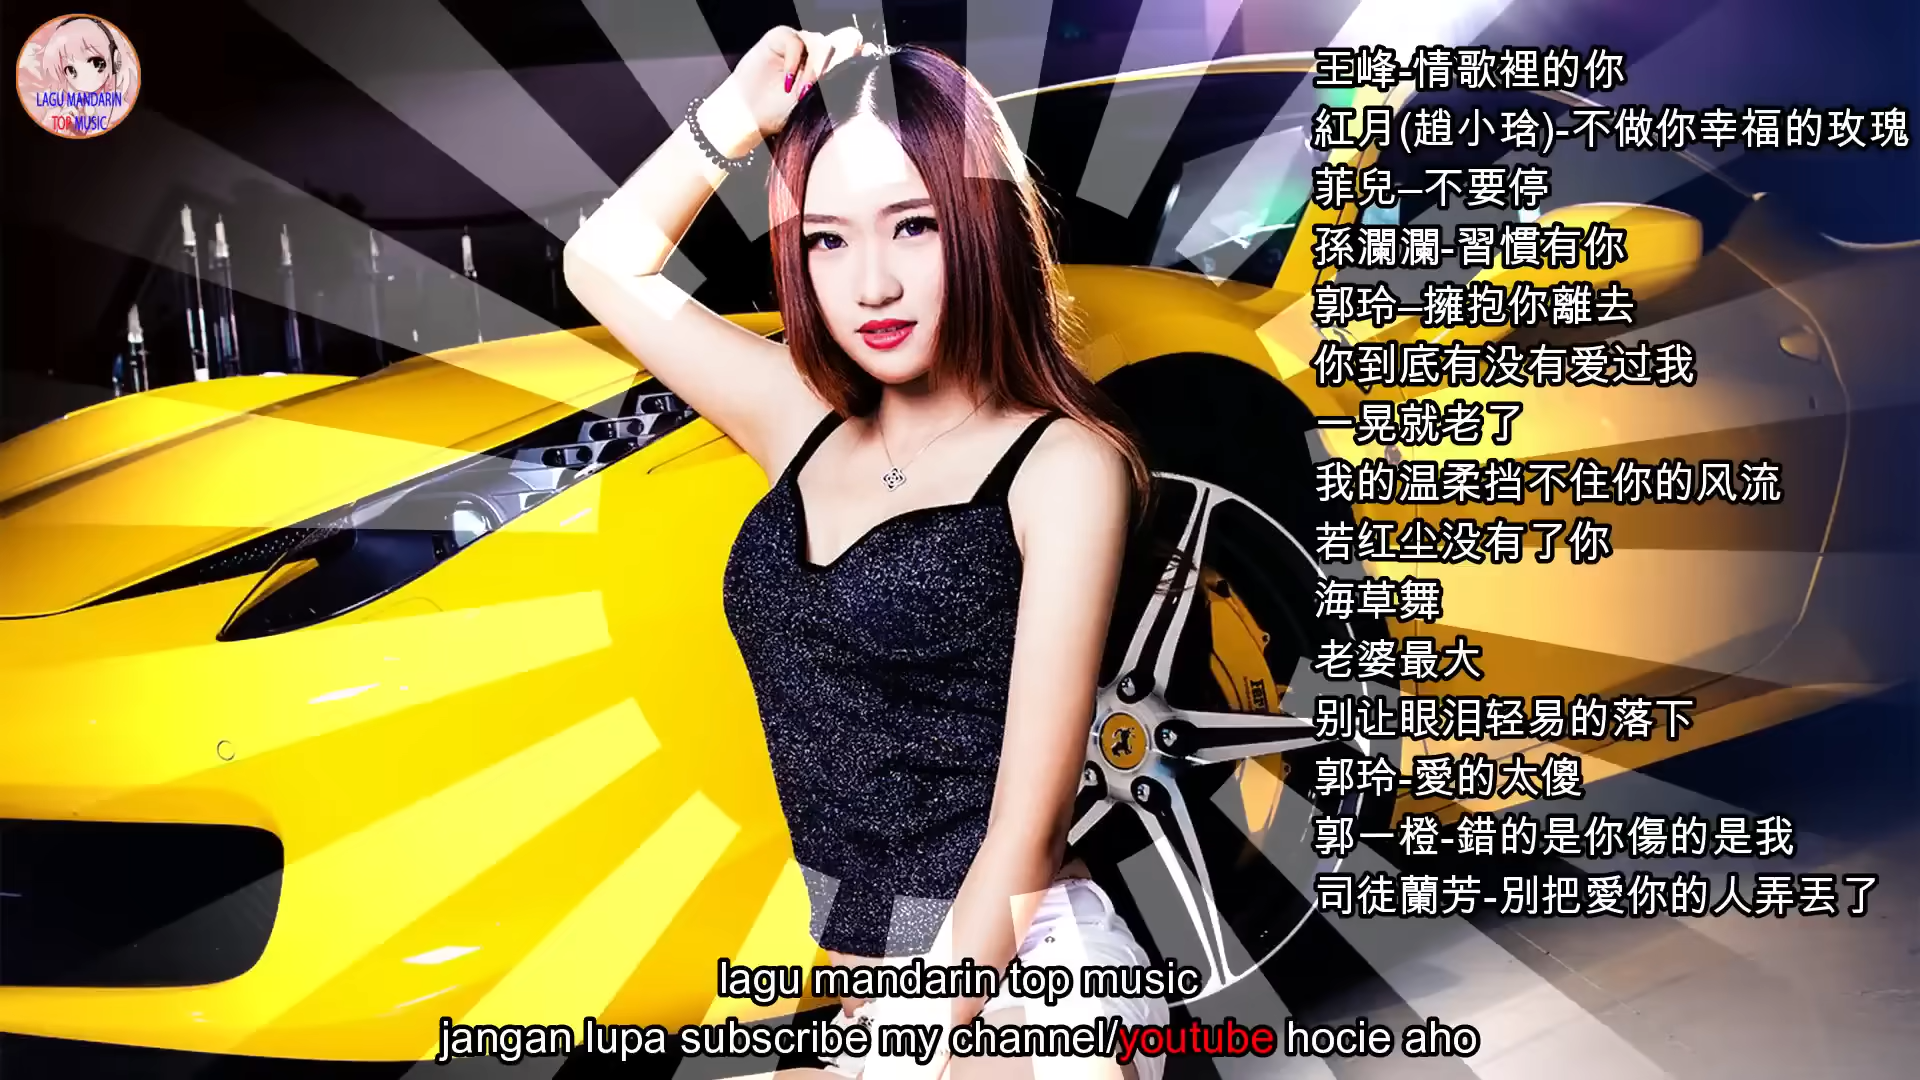 LAGU MANDARIN
TOP MUSIC
王峰-情歌裡的你
紅月(趙小琀)-不做你幸福的玫瑰
菲兒–不要停
孫瀾瀾-習慣有你
郭玲–擁抱你離去
你到底有没有爱过我
一晃就老了
我的温柔挡不住你的风流
若红尘没有了你
海草舞
老婆最大
别让眼泪轻易的落下
郭玲-愛的太傻
郭一橙-錯的是你傷的是我
司徒蘭芳-別把愛你的人弄丟了
lagu mandarin top music
jangan lupa subscribe my channel/youtube hocie aho